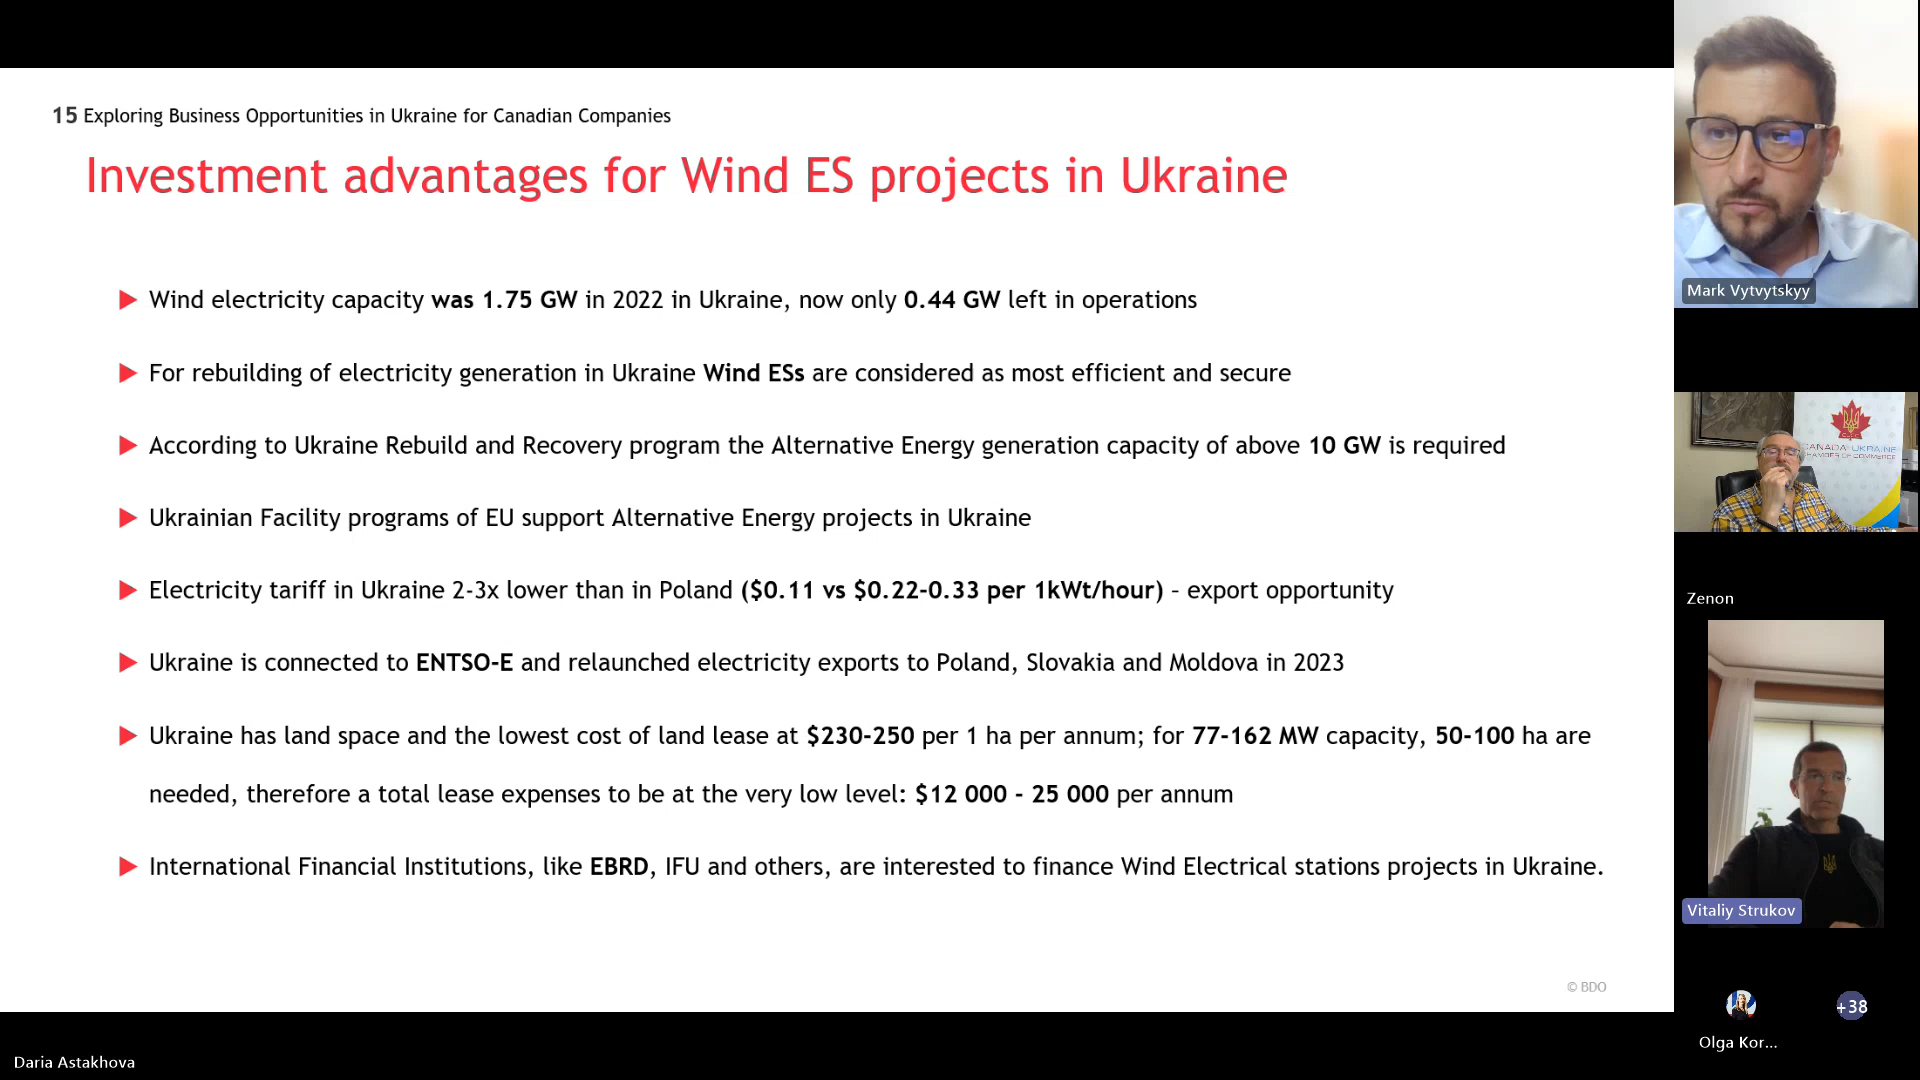 15 Exploring Business Opportunities in Ukraine for Canadian Companies
Investment advantages for Wind ES projects in Ukraine
Wind electricity capacity was 1.75 GW in 2022 in Ukraine, now only 0.44 GW left in operations
For rebuilding of electricity generation in Ukraine Wind ESs are considered as most efficient and secure
According to Ukraine Rebuild and Recovery program the Alternative Energy generation capacity of above 10 GW is required
Ukrainian Facility programs of EU support Alternative Energy projects in Ukraine
Electricity tariff in Ukraine 2-3x lower than in Poland ($0.11 vs $0.22-0.33 per 1kWt/hour) – export opportunity
Ukraine is connected to ENTSO-E and relaunched electricity exports to Poland, Slovakia and Moldova in 2023
Ukraine has land space and the lowest cost of land lease at $230-250 per 1 ha per annum; for 77-162 MW capacity, 50-100 ha are
needed, therefore a total lease expenses to be at the very low level: $12 000 - 25 000 per annum
International Financial Institutions, like EBRD, IFU and others, are interested to finance Wind Electrical stations projects in Ukraine.
© BDO
Daria Astakhova
Mark Vytvytskyy
CANADA UKRAINE
CHAMBER OF COMMERCE
Zenon
Vitaliy Strukov
+38
Olga Kor...